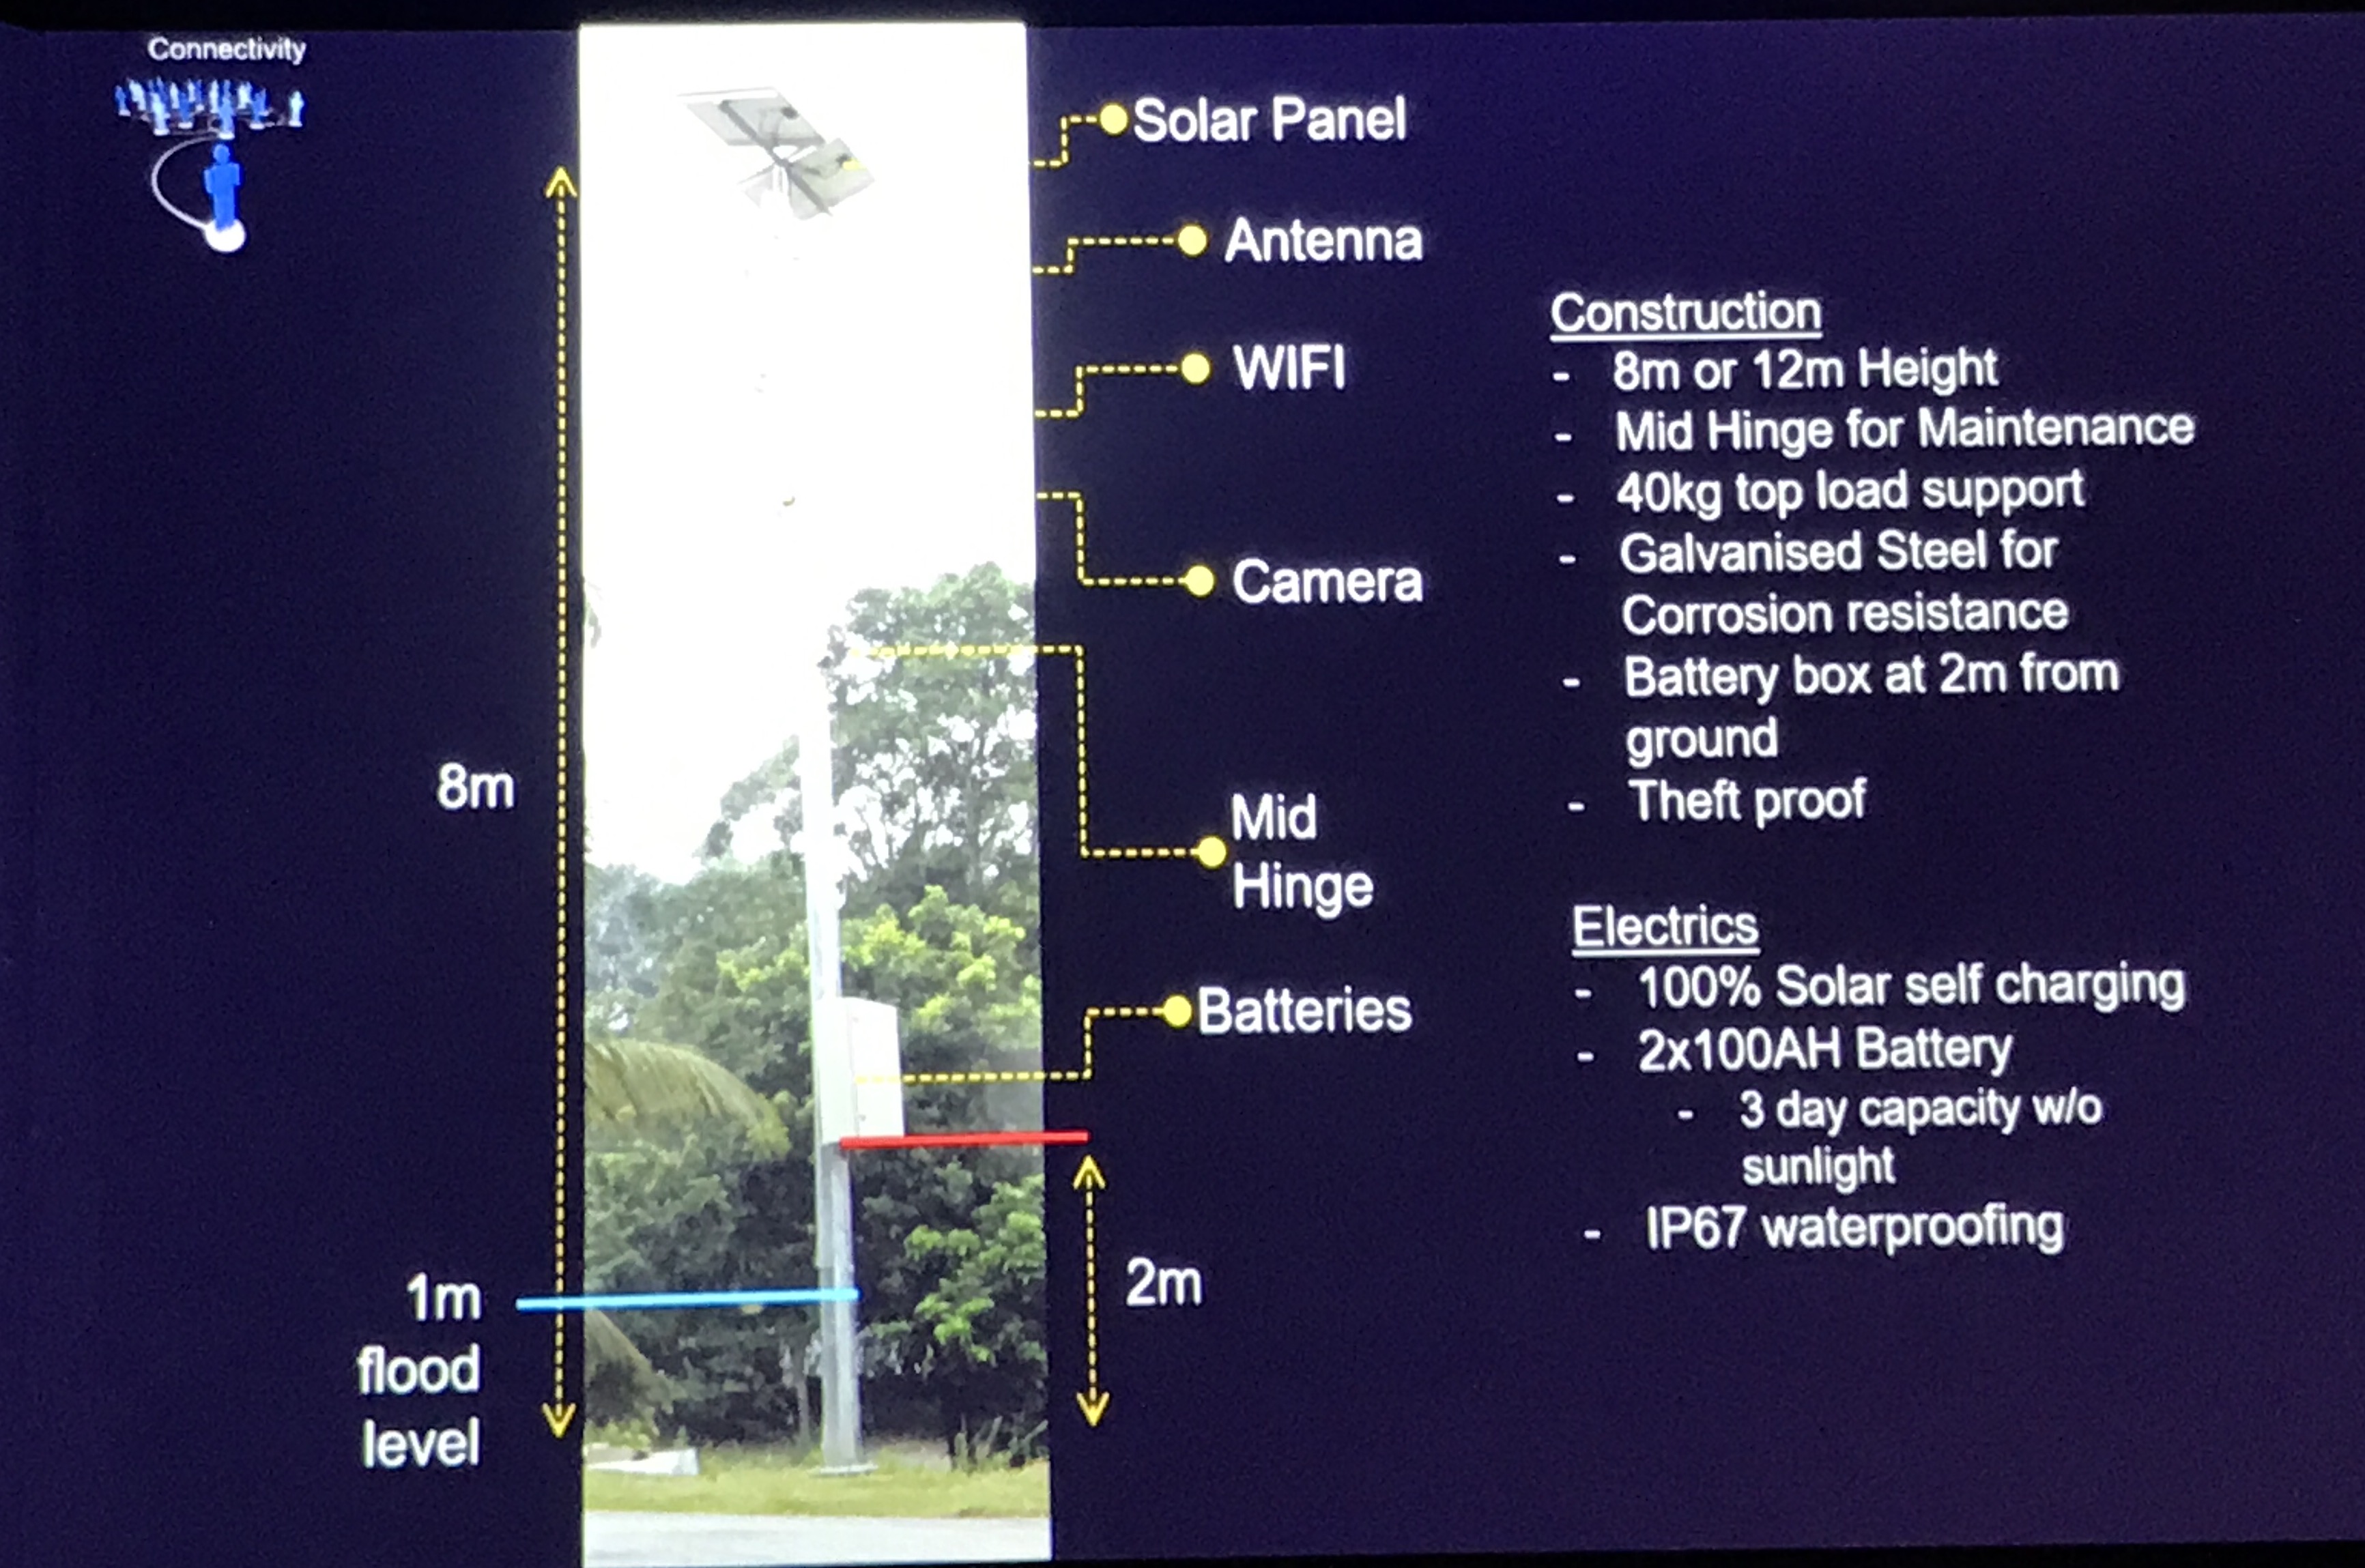 Connectivity
Solar Panel
Antenna
WIFI
Camera
Mid
Hinge
Batteries
8m
1m
flood
level
2m
Construction
- 8m or 12m Height
- Mid Hinge for Maintenance
- 40kg top load support
- Galvanised Steel for
Corrosion resistance
- Battery box at 2m from
ground
- Theft proof
Electrics
- 100% Solar self charging
- 2x100AH Battery
- 3 day capacity w/o
sunlight
- IP67 waterproofing